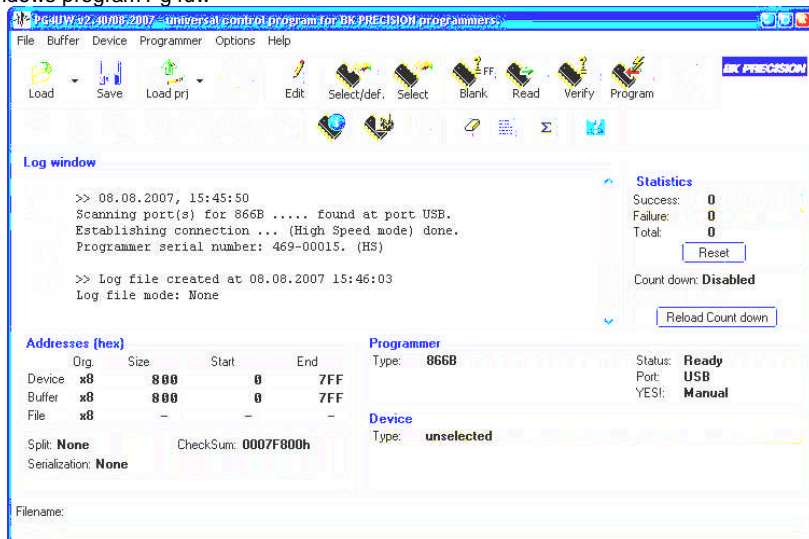 dows program Pg4uw
PG4UW v2.40/08.2007 - universal control program for BK PRECISION programmers;
File Buffer Device Programmer Options Help
Load Save Load prj Edit Select/def. Select Blank Read Verify Program
BK PRECISION
Log window
>> 08.08.2007, 15:45:50
Scanning port(s) for 866B ..... found at port USB.
Establishing connection ... (High Speed mode) done.
Programmer serial number: 469-00015. (HS)
>> Log file created at 08.08.2007 15:46:03
Log file mode: None
Statistics
Success: 0
Failure: 0
Total: 0
Reset
Count down: Disabled
Reload Count down
Addresses (hex)
Org. Size Start End
Device x8 800 0 7FF
Buffer x8 800 0 7FF
File x8 - - -
Split: None CheckSum: 0007F800h
Serialization: None
Programmer
Type: 866B
Status: Ready
Port: USB
YES!: Manual
Device
Type: unselected
Filename: